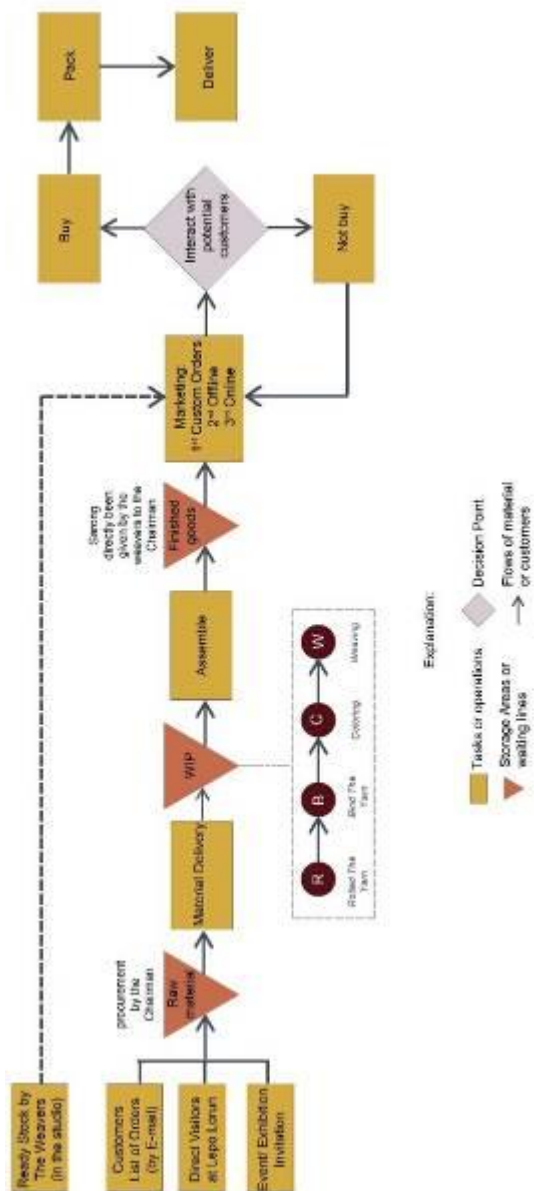 Ready Stock by
The Weavers
(in the studio)
Customers
List of Orders
(by E-mail)
Direct Visitors
at Lepo Lorun
Event/ Exhibition
Invitation
procurement
by the
Chairman
Raw
material
Material Delivery
WIP
R
B
C
W
Rolled The
Yarn
Bind The
Yarn
Coloring
Weaving
Assemble
Sarong
directly been
given by the
weavers to the
Chairman
Finished
goods
Marketing:
1st Custom Orders
2nd Offline
3rd Online
Interact with
potential
customers
Buy
Not buy
Pack
Deliver
Explanation:
Tasks or operations
Decision Point
Storage Areas or
waiting lines
Flows of material
or customers